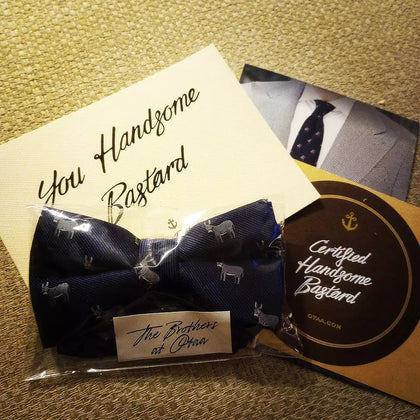 You Handsome
Bastard
Certified
Handsome
Bastard
OTAA.COM
The Brothers
at Otaa